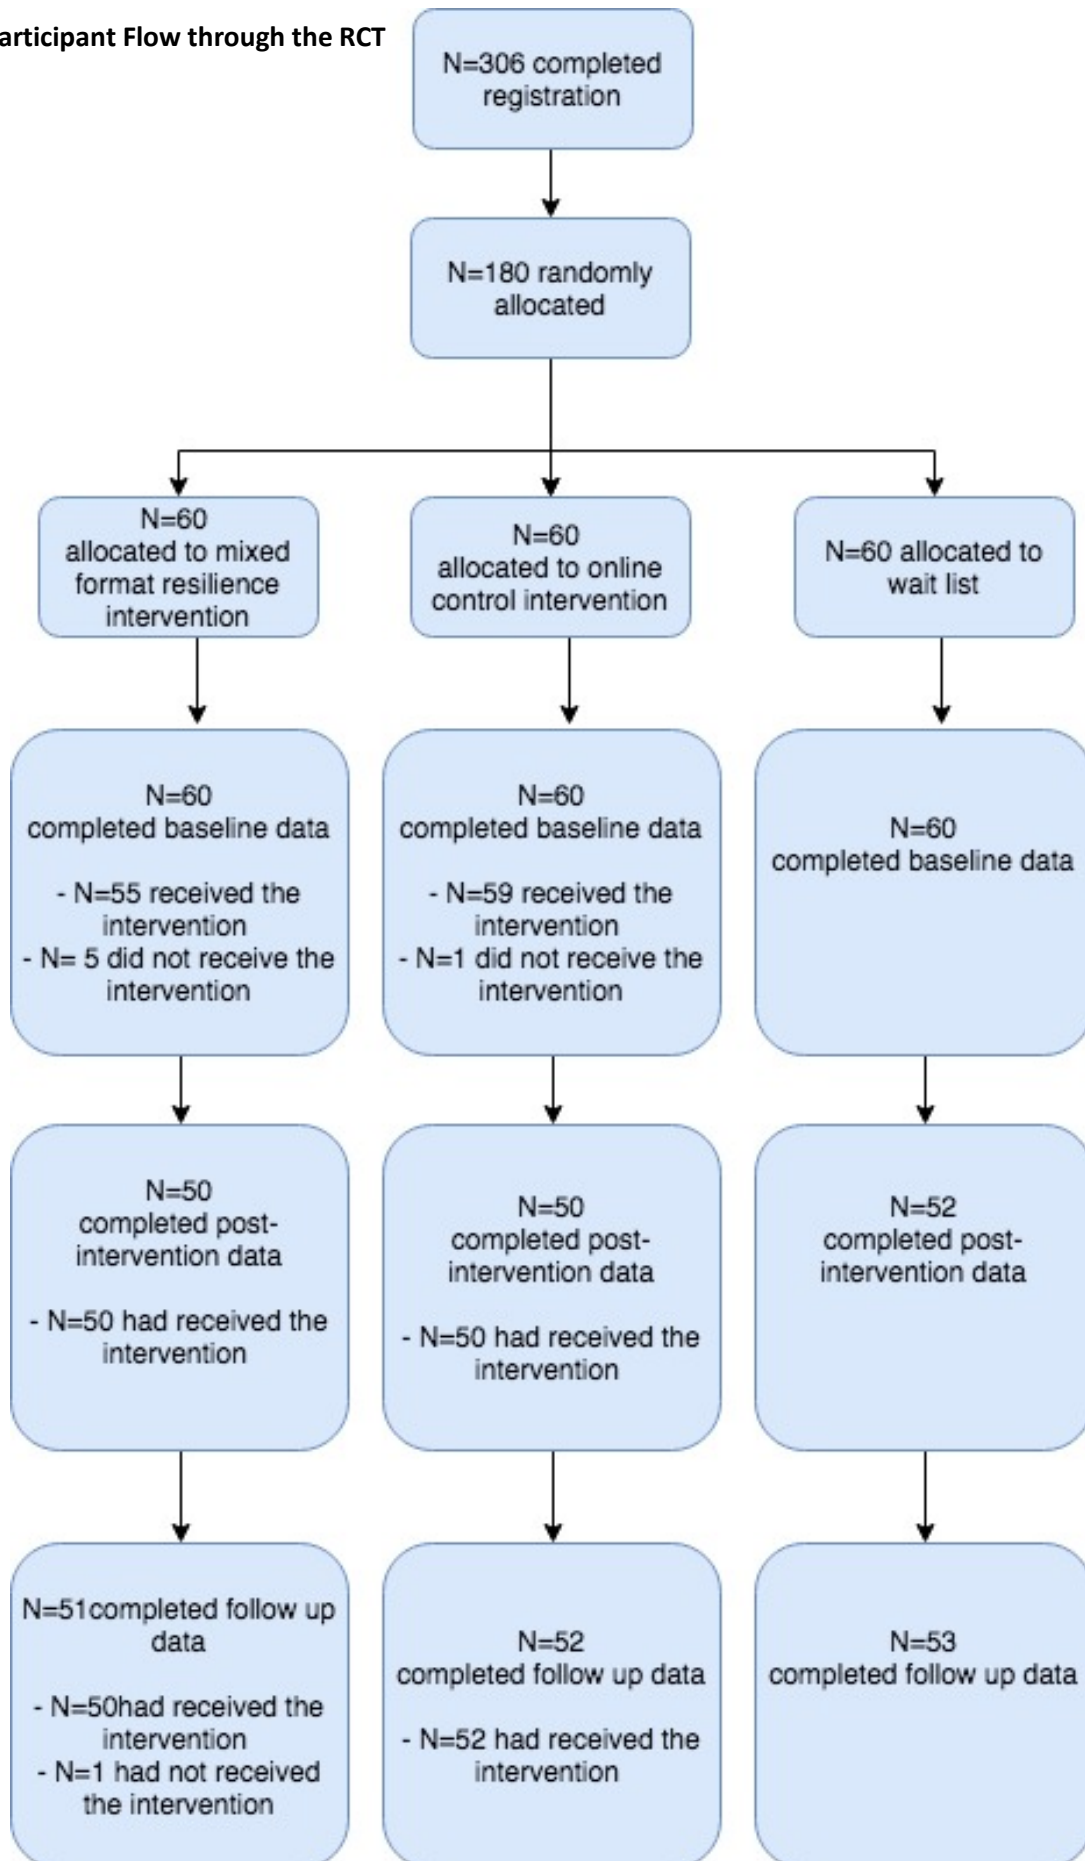 articipant Flow through the RCT
N=306 completed
registration
N=180 randomly
allocated
N=60
allocated to mixed
format resilience
intervention
N=60
allocated to online
control intervention
N=60 allocated to
wait list
N=60
completed baseline data
- N=55 received the
intervention
- N= 5 did not receive the
intervention
N=60
completed baseline data
- N=59 received the
intervention
- N=1 did not receive the
intervention
N=60
completed baseline data
N=50
completed post-
intervention data
- N=50 had received the
intervention
N=50
completed post-
intervention data
- N=50 had received the
intervention
N=52
completed post-
intervention data
N=51completed follow up
data
- N=50had received the
intervention
- N=1 had not received
the intervention
N=52
completed follow up data
- N=52 had received the
intervention
N=53
completed follow up data